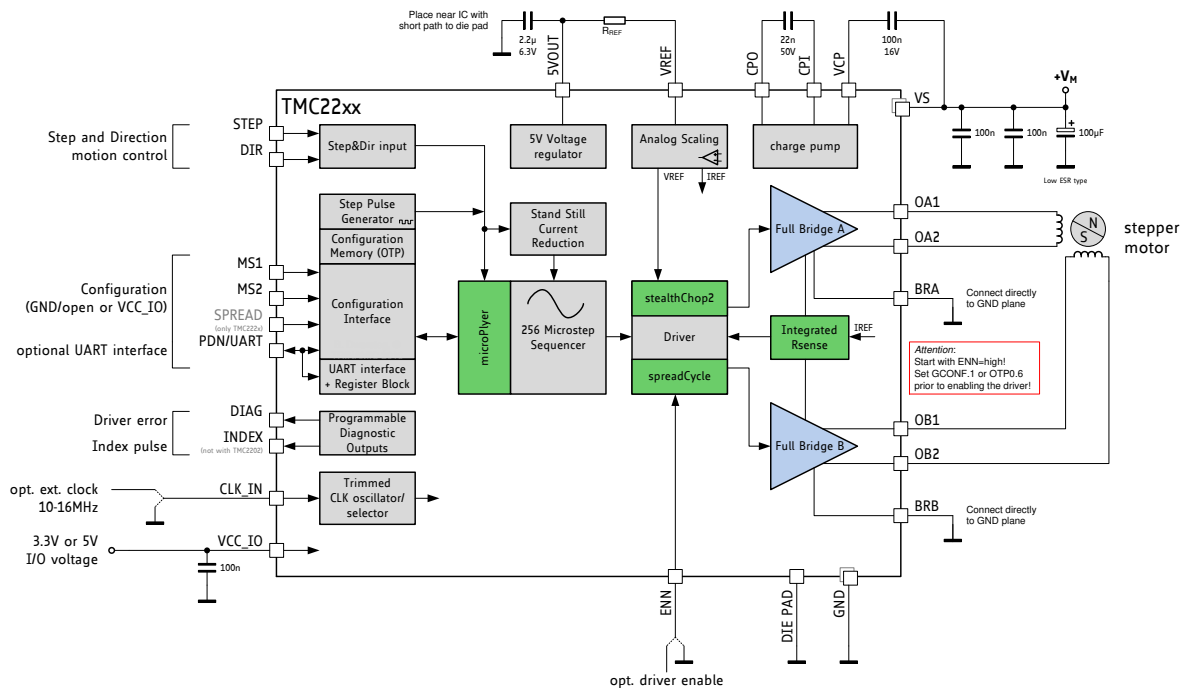 Place near IC with
short path to die pad
2.2µ
6.3V
5VOUT
RREF
VREF
CPO
22n
50V
CPI
VCP
100n
16V
+VM
VS
100n
100n
+
100µF
Low ESR type
TMC22xx
Step and Direction
motion control
STEP
DIR
Step&Dir input
5V Voltage
regulator
Analog Scaling
VREF
IREF
charge pump
Step Pulse
Generator
Configuration
Memory (OTP)
Stand Still
Current
Reduction
Full Bridge A
OA1
OA2
N
S
stepper
motor
BRA
Connect directly
to GND plane
Configuration
(GND/open or VCC_IO)
optional UART interface
MS1
MS2
SPREAD
(only TMC222x)
PDN/UART
Configuration
Interface
UART interface
+ Register Block
microPlyer
256 Microstep
Sequencer
stealthChop2
Driver
spreadCycle
Integrated
Rsense
IREF
Attention:
Start with ENN=high!
Set GCONF.1 or OTP0.6
prior to enabling the driver!
Driver error
Index pulse
DIAG
INDEX
(not with TMC2202)
Programmable
Diagnostic
Outputs
Full Bridge B
OB1
OB2
opt. ext. clock
10-16MHz
CLK_IN
Trimmed
CLK oscillator/
selector
BRB
Connect directly
to GND plane
3.3V or 5V
I/O voltage
VCC_IO
100n
ENN
DIE PAD
GND
opt. driver enable